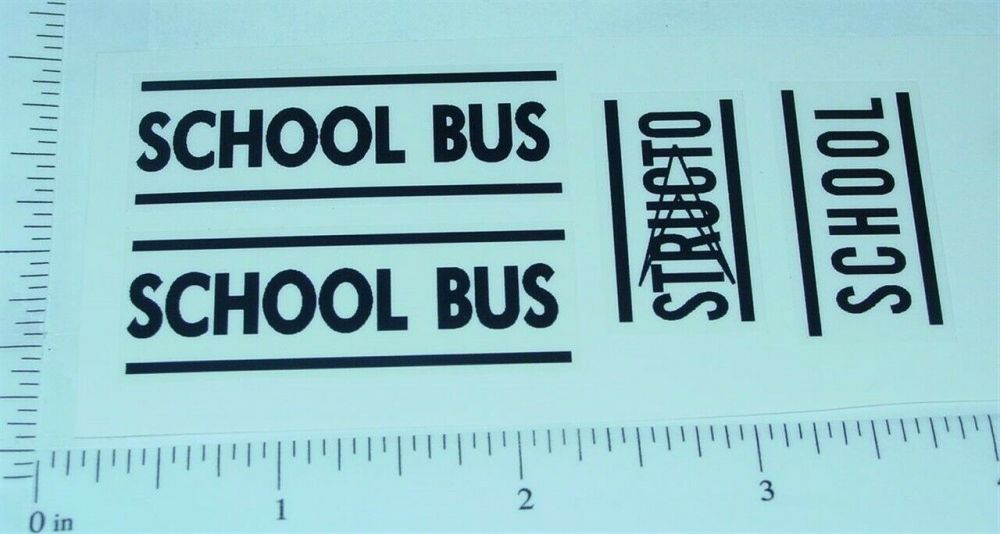 SCHOOL BUS
SCHOOL BUS
STRUCTO
SCHOOL
0 in
1
2
3